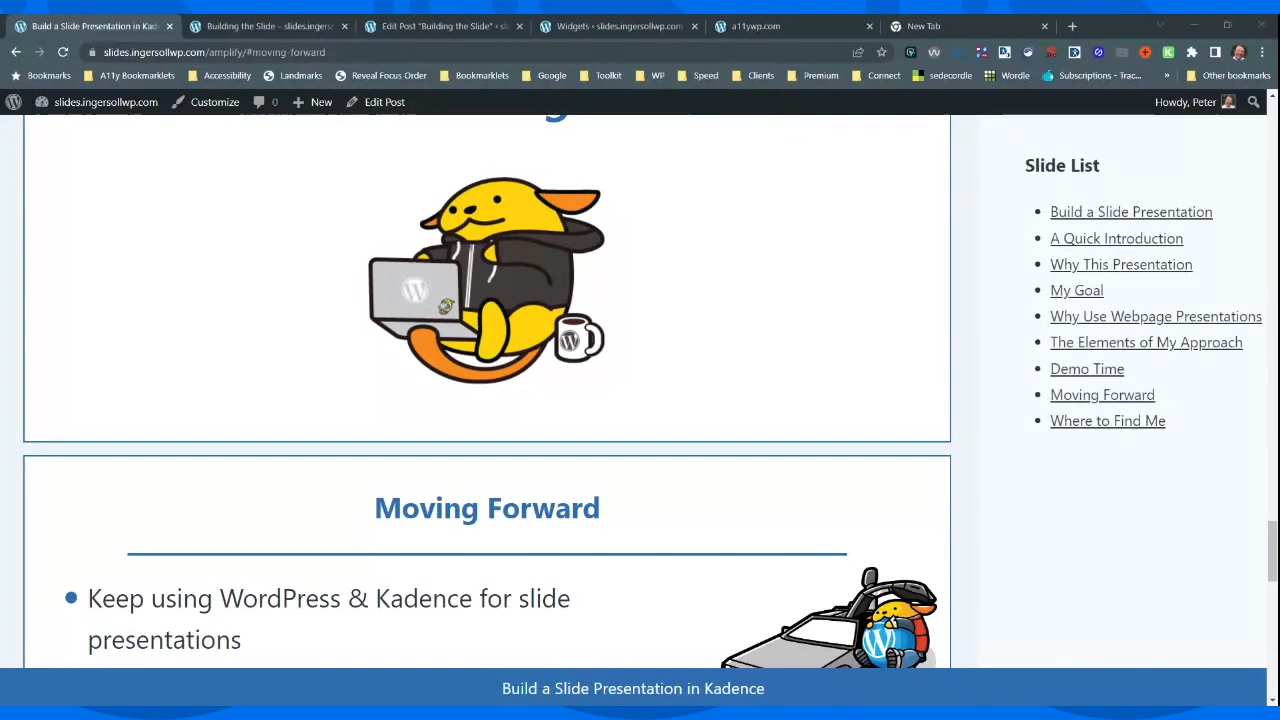 Build a Slide Presentation in Kad
Building the Slide – slides.ingers
Edit Post "Building the Slide" ‹ s
Widgets ‹ slides.ingersollwp.com
a11ywp.com
New Tab
slides.ingersollwp.com/amplify/#moving-forward
Bookmarks
A11y Bookmarklets
Accessibility
Landmarks
Reveal Focus Order
Bookmarklets
Google
Toolkit
WP
Speed
Clients
Premium
Connect
sedecordle
Wordle
Subscriptions - Trac...
»
Other bookmarks
slides.ingersollwp.com
Customize
0
New
Edit Post
Howdy, Peter
Slide List
Build a Slide Presentation
A Quick Introduction
Why This Presentation
My Goal
Why Use Webpage Presentations
The Elements of My Approach
Demo Time
Moving Forward
Where to Find Me
Moving Forward
Keep using WordPress & Kadence for slide
presentations
Build a Slide Presentation in Kadence